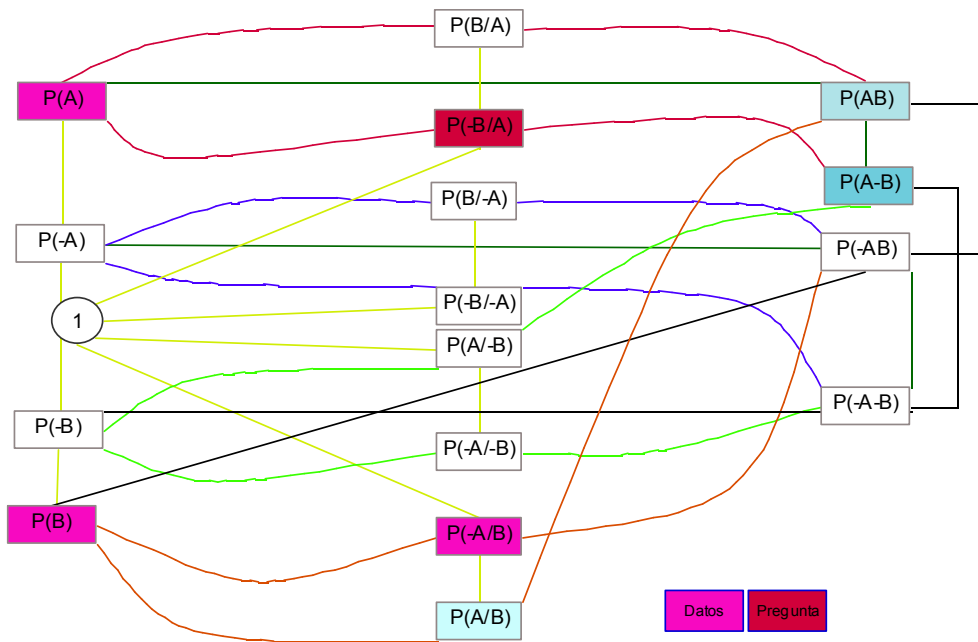 P(B/A)
P(A)
P(AB)
P(-B/A)
P(A-B)
P(B/-A)
P(-A)
P(-AB)
P(-B/-A)
1
P(A/-B)
P(-A-B)
P(-B)
P(-A/-B)
P(B)
P(-A/B)
P(A/B)
Datos
Pregunta